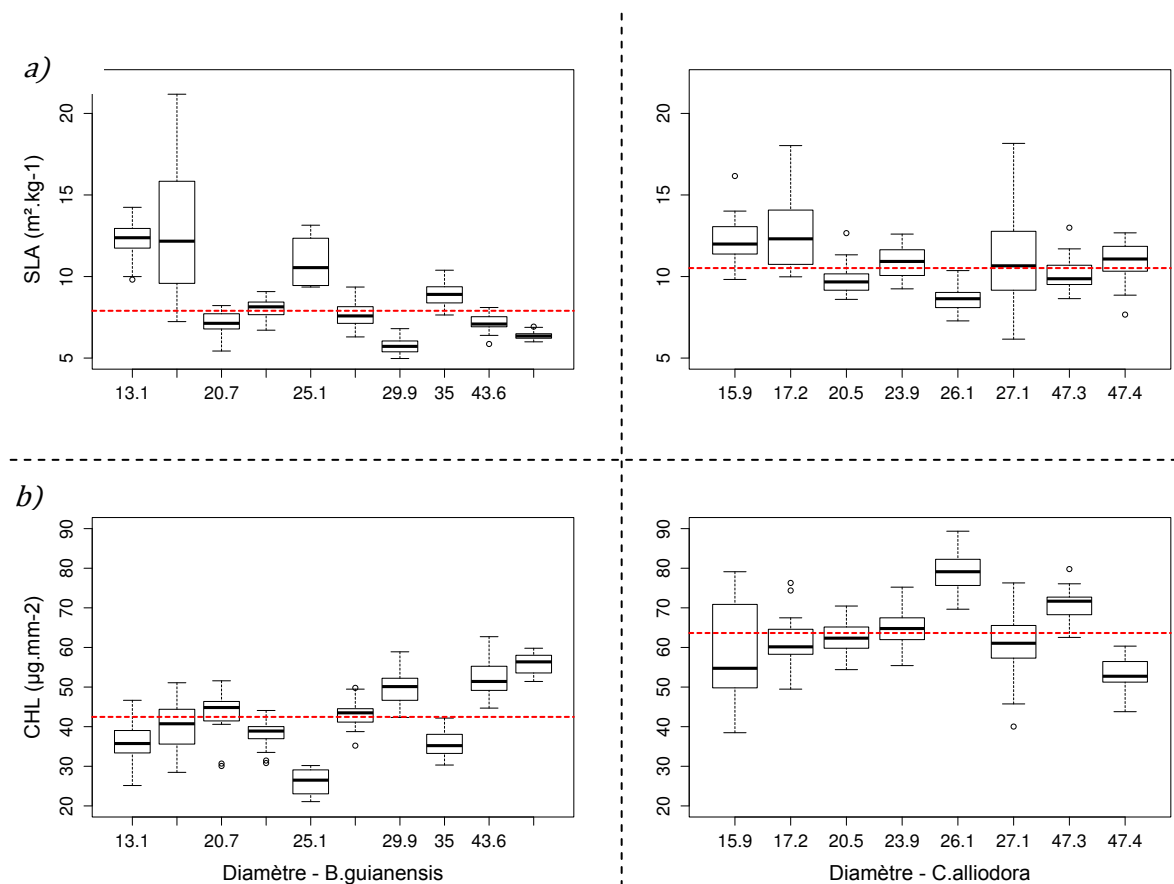 a)
SLA (m².kg-1)
5 10 15 20
13.1 20.7 25.1 29.9 35 43.6
5 10 15 20
15.9 17.2 20.5 23.9 26.1 27.1 47.3 47.4
b)
CHL (µg.mm-2)
20 30 40 50 60 70 80 90
13.1 20.7 25.1 29.9 35 43.6
Diamètre - B.guianensis
20 30 40 50 60 70 80 90
15.9 17.2 20.5 23.9 26.1 27.1 47.3 47.4
Diamètre - C.alliodora